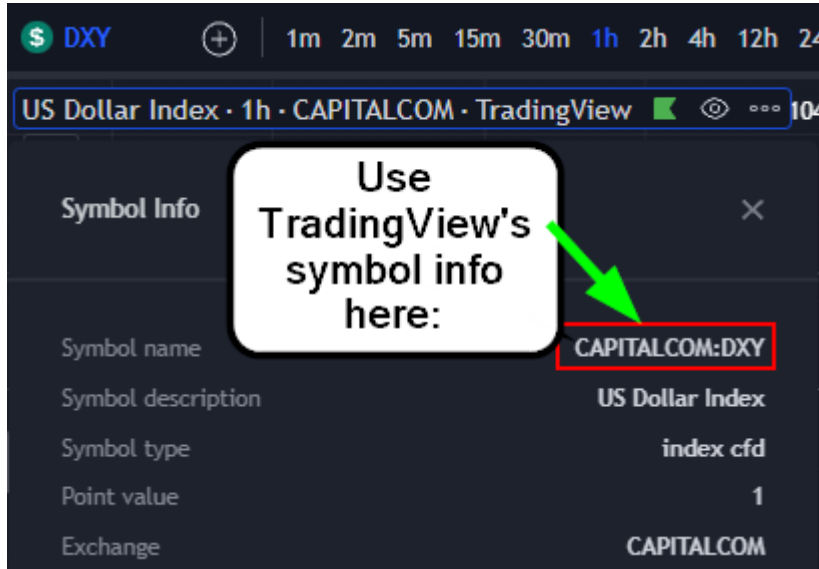 $ DXY 1m 2m 5m 15m 30m 1h 2h 4h 12h
US Dollar Index · 1h · CAPITALCOM · TradingView
Symbol Info
Use
TradingView's
symbol info
here:
Symbol name CAPITALCOM:DXY
Symbol description US Dollar Index
Symbol type index cfd
Point value 1
Exchange CAPITALCOM